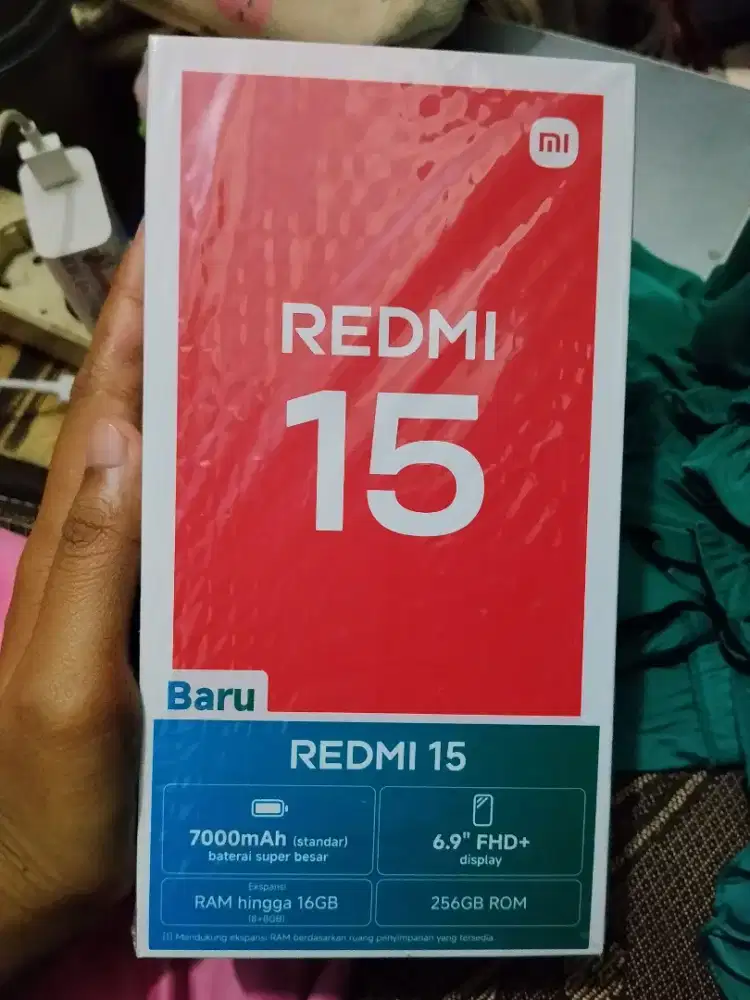 mi
REDMI
15
Baru
REDMI 15
7000mAh (standar)
baterai super besar
6.9" FHD+
display
Ekspansi
RAM hingga 16GB
(8+8GB)
256GB ROM
[1] Mendukung ekspansi RAM berdasarkan ruang penyimpanan yang tersedia